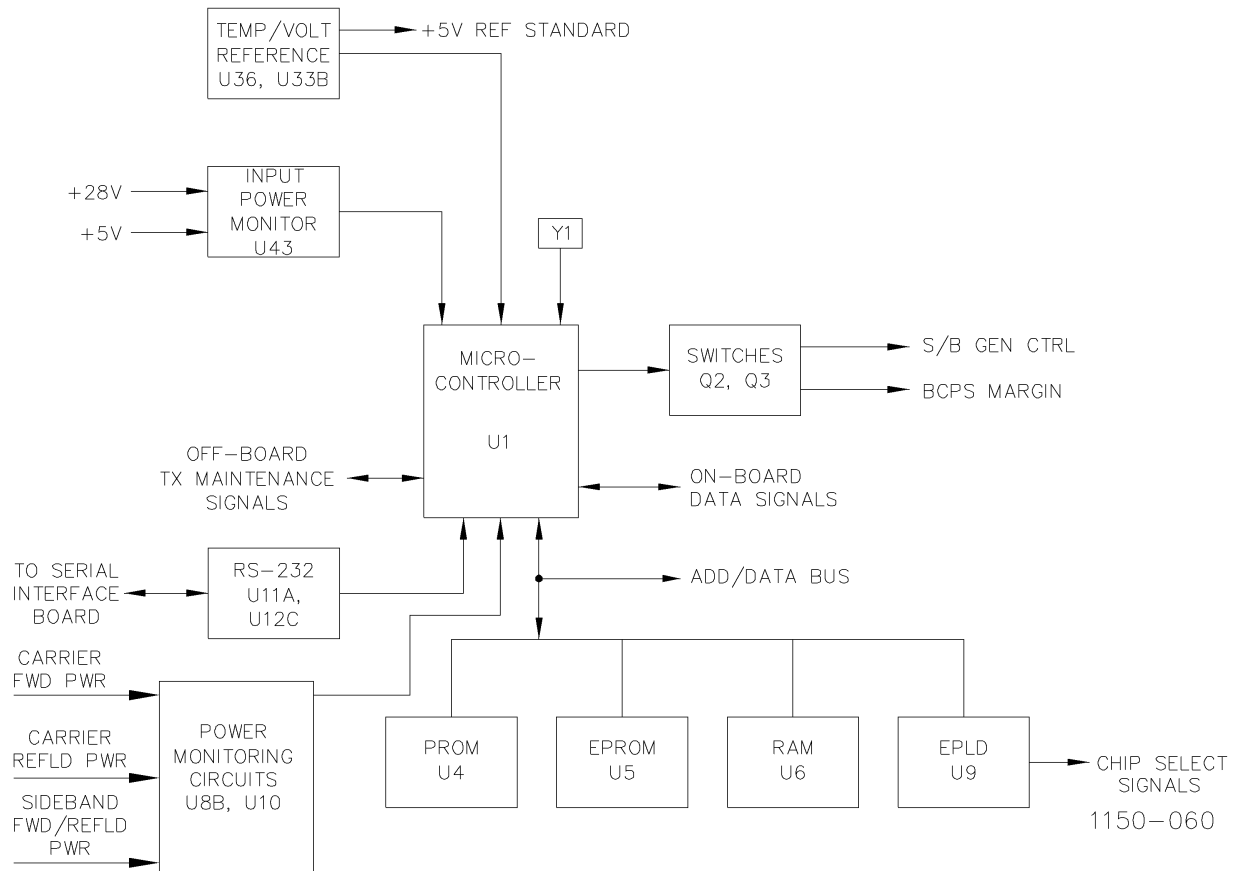 TEMP/VOLT
REFERENCE
U36, U33B
+5V REF STANDARD
INPUT
POWER
MONITOR
U43
+28V
+5V
Y1
MICRO-
CONTROLLER
U1
SWITCHES
Q2, Q3
S/B GEN CTRL
BCPS MARGIN
OFF-BOARD
TX MAINTENANCE
SIGNALS
ON-BOARD
DATA SIGNALS
TO SERIAL
INTERFACE
BOARD
RS-232
U11A,
U12C
ADD/DATA BUS
CARRIER
FWD PWR
CARRIER
REFLD PWR
SIDEBAND
FWD/REFLD
PWR
POWER
MONITORING
CIRCUITS
U8B, U10
PROM
U4
EPROM
U5
RAM
U6
EPLD
U9
CHIP SELECT
SIGNALS
1150-060